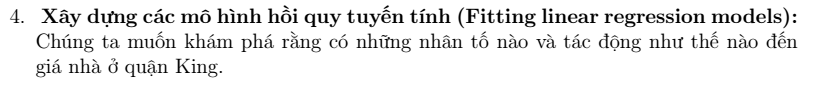 4. Xây dựng các mô hình hồi quy tuyến tính (Fitting linear regression models):
Chúng ta muốn khám phá rằng có những nhân tố nào và tác động như thế nào đến
giá nhà ở quận King.